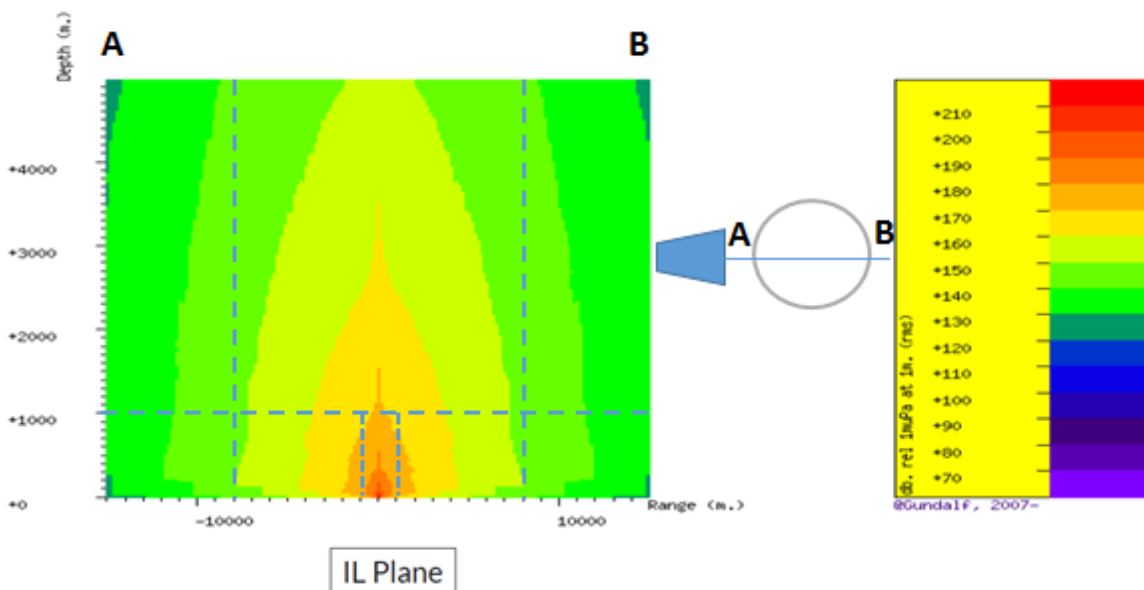 A
B
Depth (m.)
+4000
+3000
+2000
+1000
+0
-10000
10000
Range (m.)
IL Plane
A
B
+210
+200
+190
+180
+170
+160
+150
+140
+130
+120
+110
+100
+90
+80
+70
db. rel 1muPa at 1m. (rms)
@Gundalf, 2007-